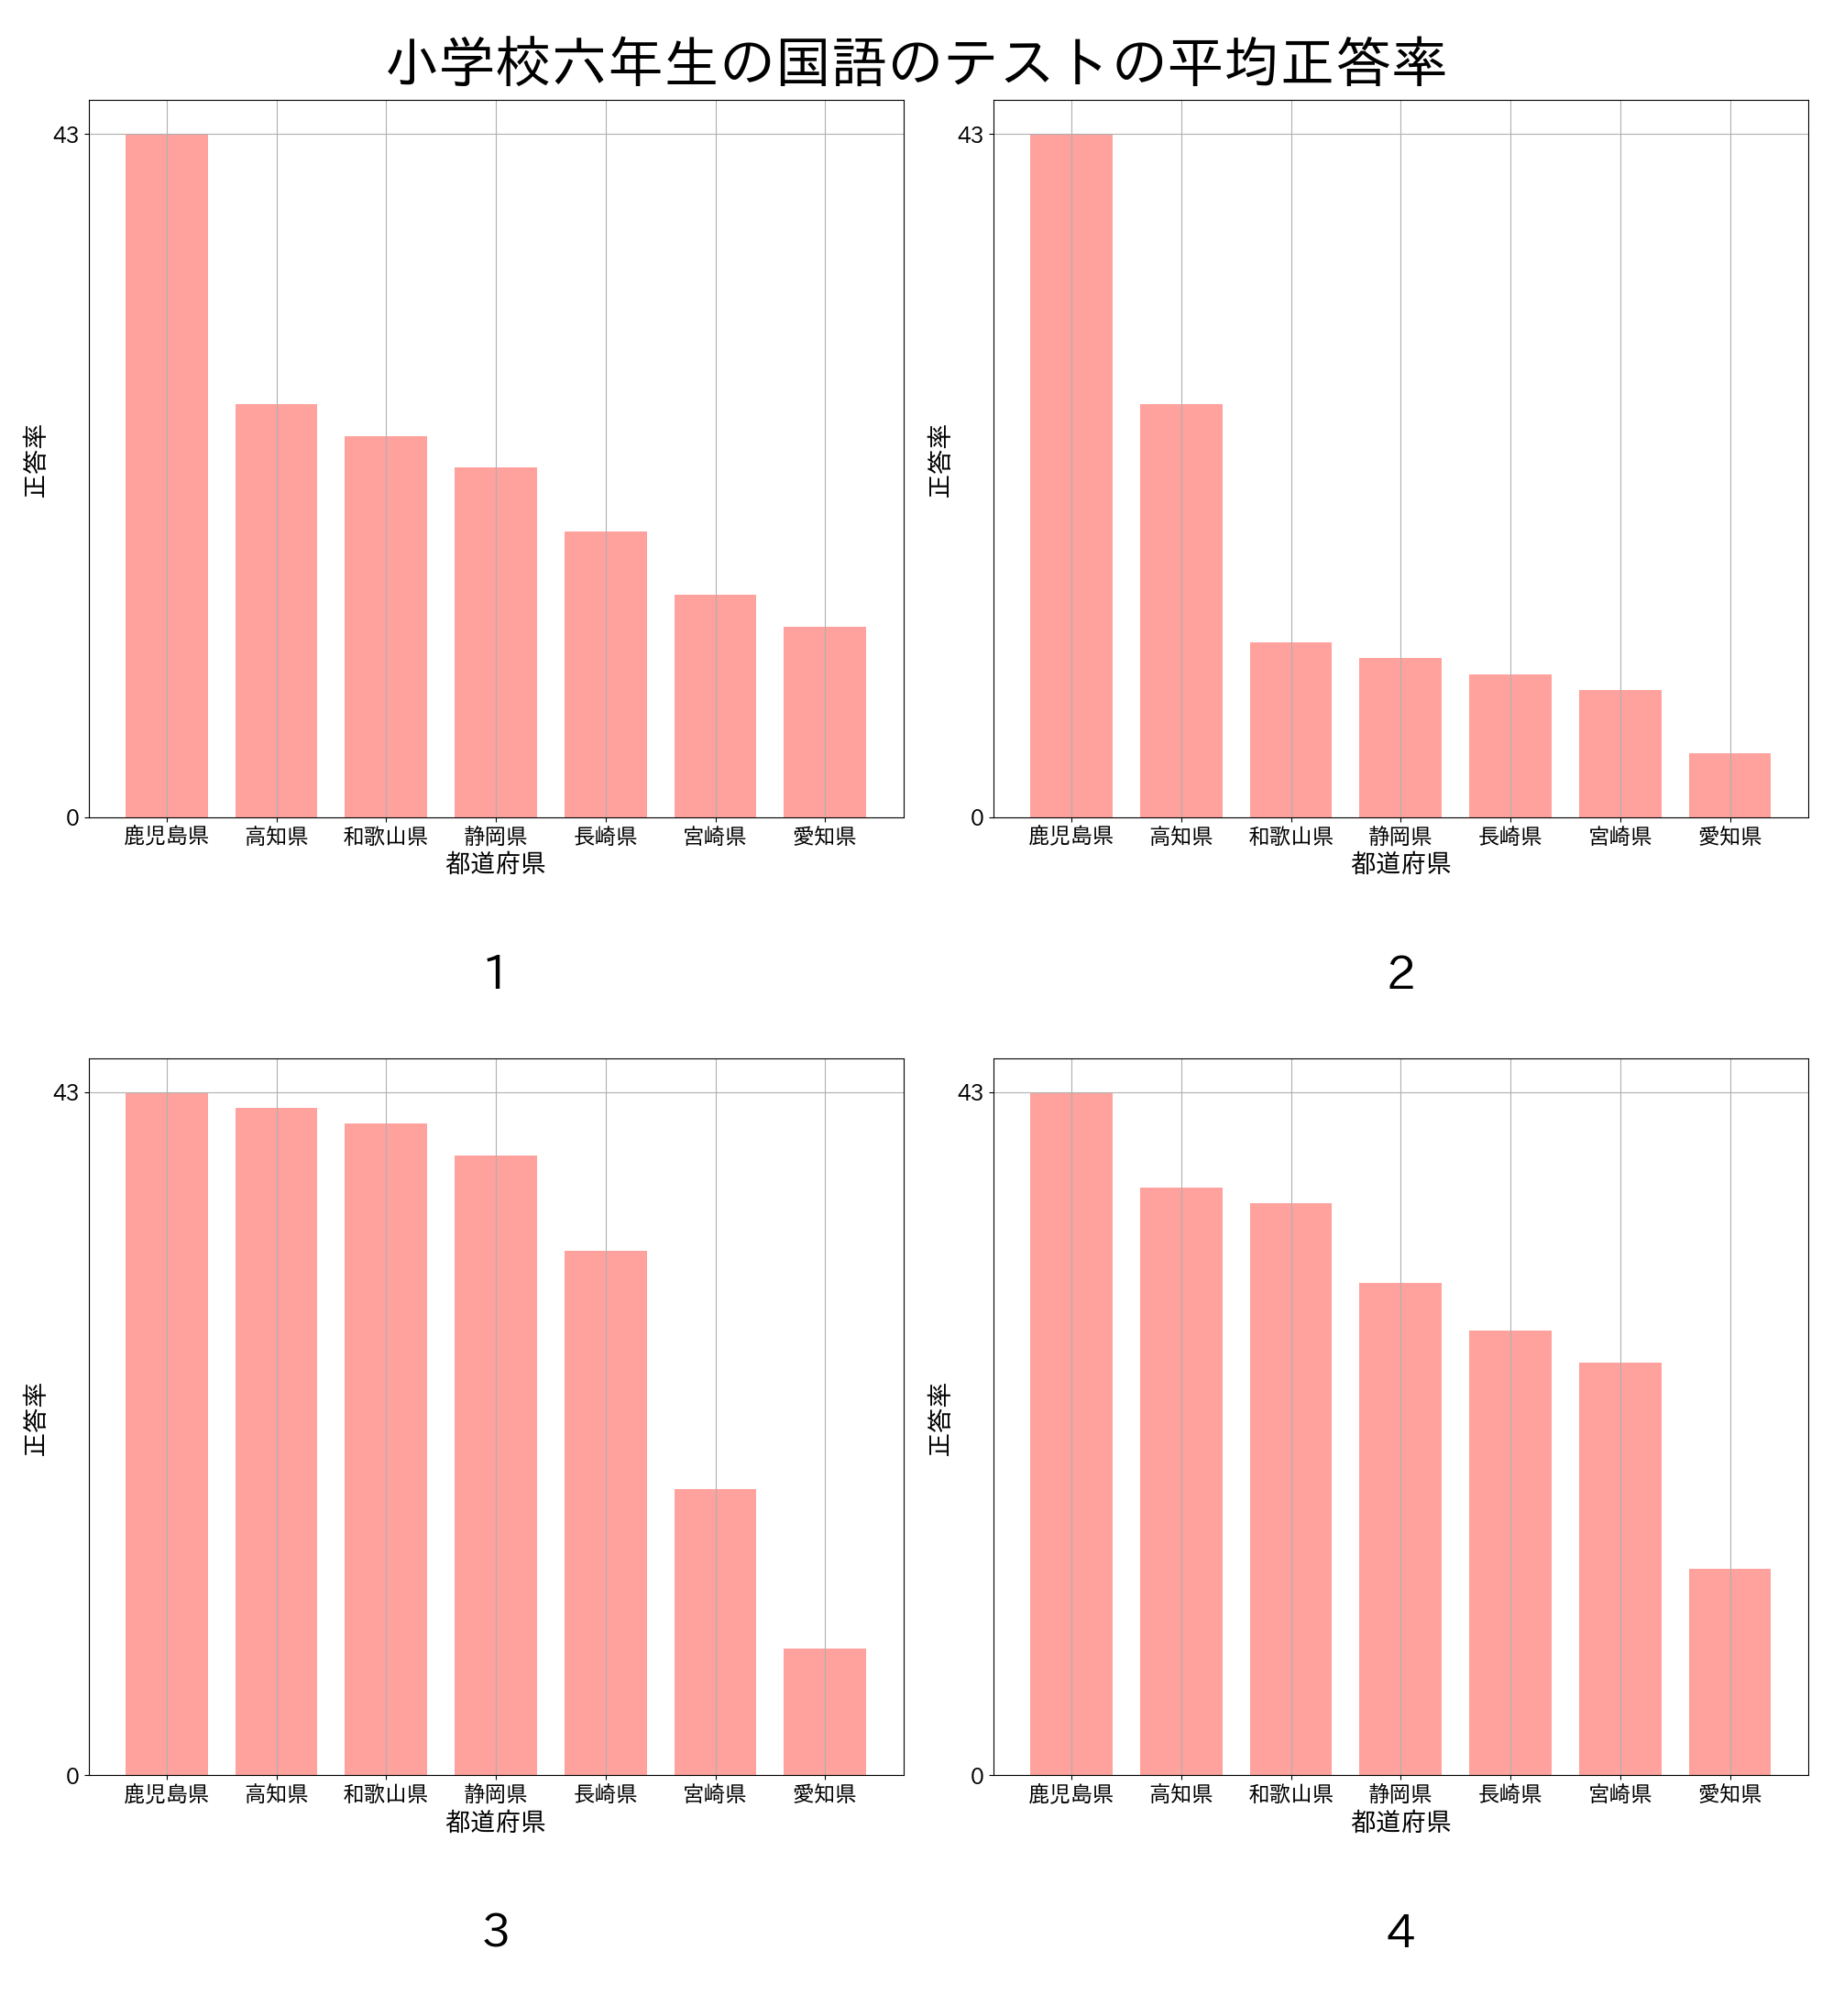 小学校六年生の国語のテストの平均正答率
43
0
正答率
鹿児島県 高知県 和歌山県 静岡県 長崎県 宮崎県 愛知県
都道府県
1
43
0
正答率
鹿児島県 高知県 和歌山県 静岡県 長崎県 宮崎県 愛知県
都道府県
2
43
0
正答率
鹿児島県 高知県 和歌山県 静岡県 長崎県 宮崎県 愛知県
都道府県
3
43
0
正答率
鹿児島県 高知県 和歌山県 静岡県 長崎県 宮崎県 愛知県
都道府県
4